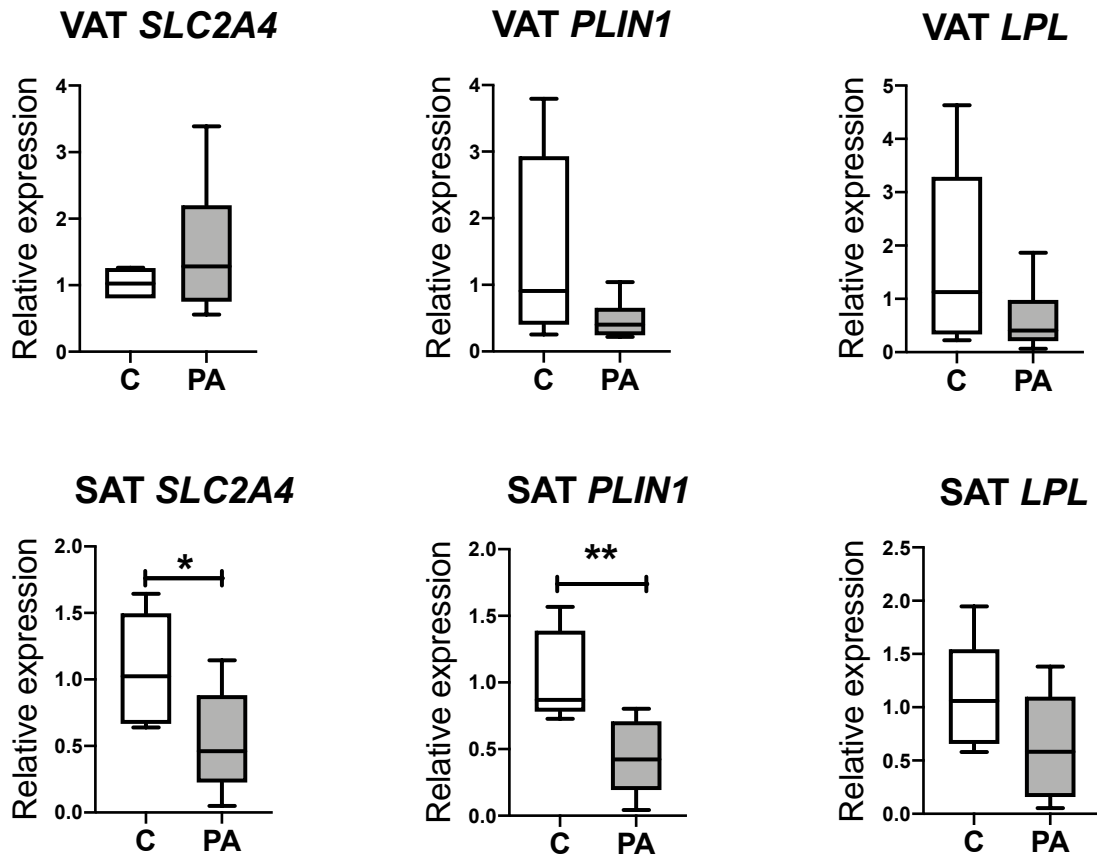 VAT SLC2A4
Relative expression
4
3
2
1
0
C PA
VAT PLIN1
Relative expression
4
3
2
1
0
C PA
VAT LPL
Relative expression
5
4
3
2
1
0
C PA
SAT SLC2A4
Relative expression
2.0
1.5
1.0
0.5
0.0
*
C PA
SAT PLIN1
Relative expression
2.0
1.5
1.0
0.5
0.0
**
C PA
SAT LPL
Relative expression
2.5
2.0
1.5
1.0
0.5
0.0
C PA